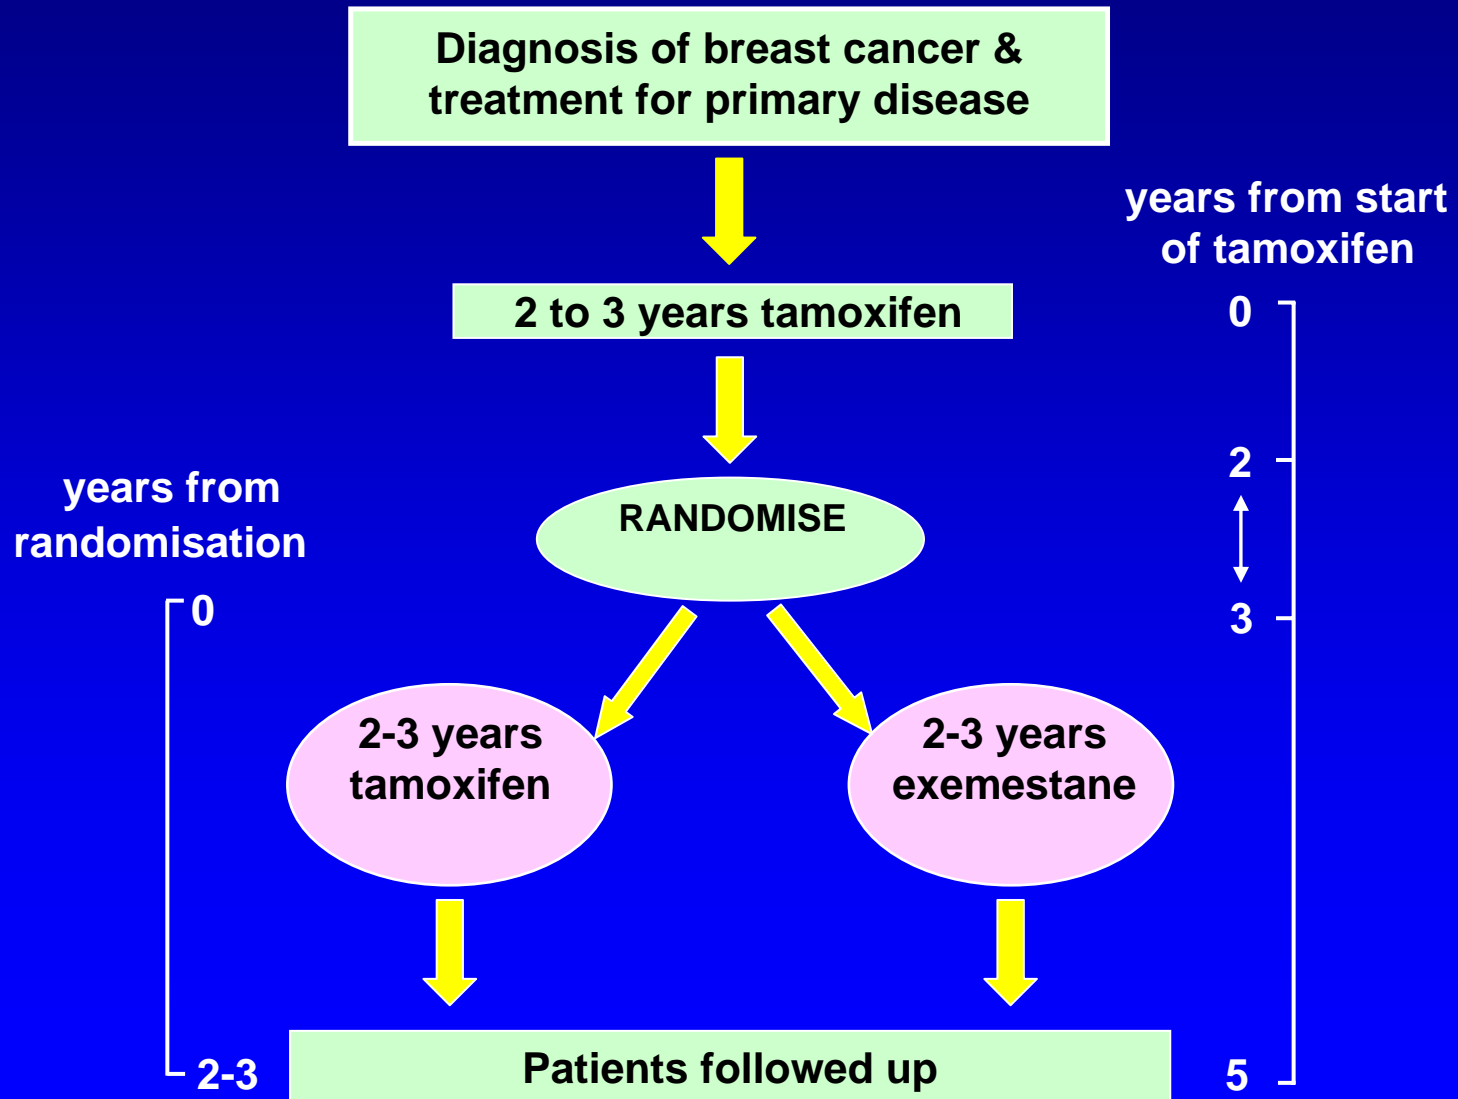 Diagnosis of breast cancer &
treatment for primary disease
years from start
of tamoxifen
2 to 3 years tamoxifen
0
2
years from
randomisation
RANDOMISE
0
3
2-3 years
tamoxifen
2-3 years
exemestane
2-3
Patients followed up
5